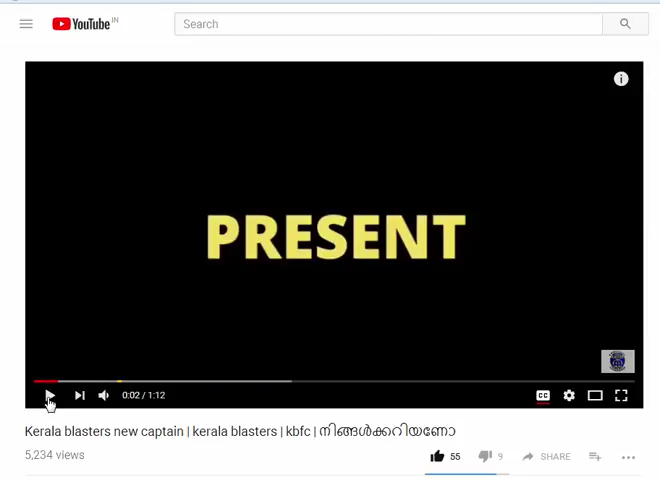 YouTube IN
Search
PRESENT
0:02 / 1:12
CC
Kerala blasters new captain | kerala blasters | kbfc | നിങ്ങൾക്കറിയണോ
5,234 views
55
9
SHARE